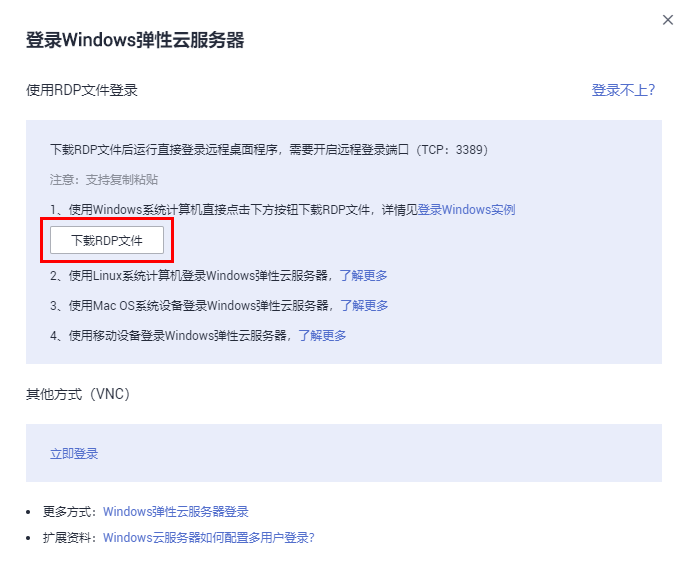 登录Windows弹性云服务器
使用RDP文件登录 登录不上?
下载RDP文件后运行直接登录远程桌面程序，需要开启远程登录端口（TCP：3389）
注意：支持复制粘贴
1、使用Windows系统计算机直接点击下方按钮下载RDP文件，详情见登录Windows实例
下载RDP文件
2、使用Linux系统计算机登录Windows弹性云服务器，了解更多
3、使用Mac OS系统设备登录Windows弹性云服务器，了解更多
4、使用移动设备登录Windows弹性云服务器，了解更多
其他方式（VNC）
立即登录
• 更多方式：Windows弹性云服务器登录
• 扩展资料：Windows云服务器如何配置多用户登录?